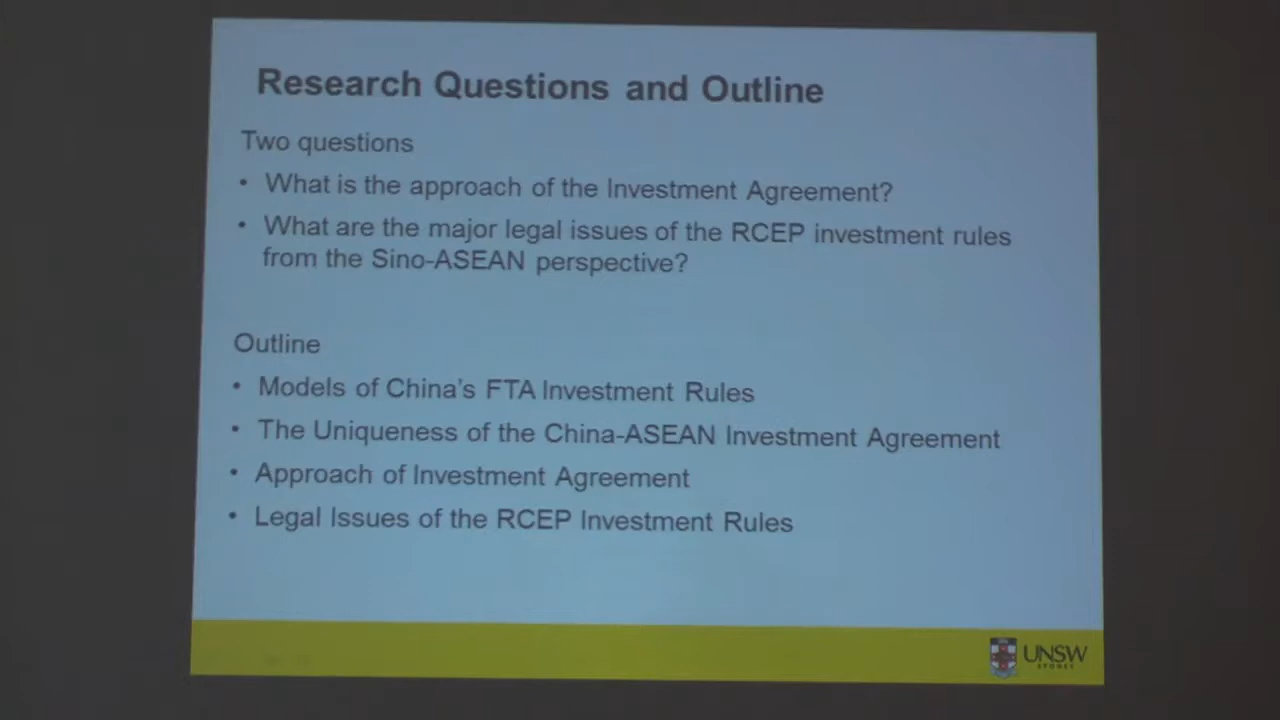 Research Questions and Outline
Two questions
• What is the approach of the Investment Agreement?
• What are the major legal issues of the RCEP investment rules
from the Sino-ASEAN perspective?
Outline
• Models of China's FTA Investment Rules
• The Uniqueness of the China-ASEAN Investment Agreement
• Approach of Investment Agreement
• Legal Issues of the RCEP Investment Rules
UNSW
SYDNEY